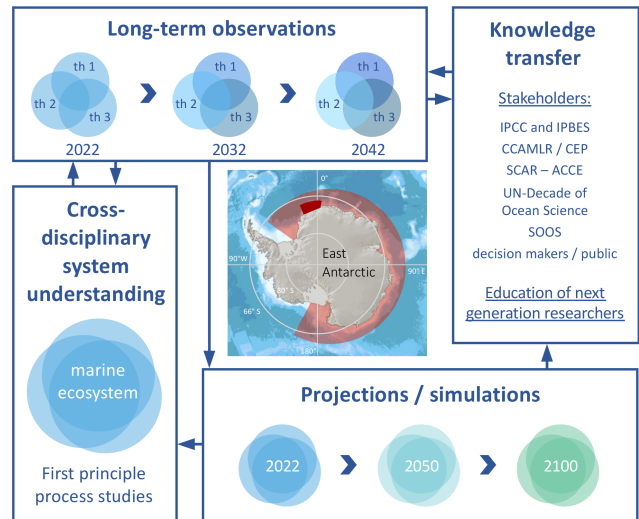 Long-term observations
th 1
th 2
th 3
2022
th 1
th 2
th 3
2032
th 1
th 2
th 3
2042
Knowledge
transfer
Stakeholders:
IPCC and IPBES
CCAMLR / CEP
SCAR – ACCE
UN-Decade of
Ocean Science
SOOS
decision makers / public
Education of next
generation researchers
Cross-
disciplinary
system
understanding
marine
ecosystem
First principle
process studies
0°
90°W
East
Antarctic
90°E
80° S
66° S
180°
Projections / simulations
2022
2050
2100